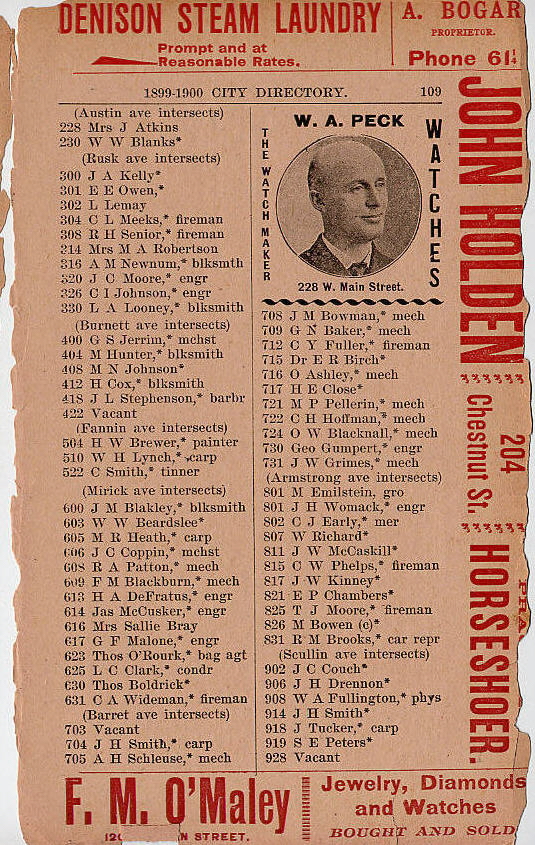 DENISON STEAM LAUNDRY
Prompt and at
Reasonable Rates.
A. BOGAR
PROPRIETOR.
Phone 61 1/4
1899-1900 CITY DIRECTORY. 109
(Austin ave intersects)
228 Mrs J Atkins
230 W W Blanks*
(Rusk ave intersects)
300 J A Kelly*
301 E E Owen,*
302 L Lemay
304 C L Meeks,* fireman
308 R H Senior,* fireman
314 Mrs M A Robertson
316 A M Newnum,* blksmth
320 J C Moore,* engr
326 C I Johnson,* engr
330 L A Looney,* blksmith
(Burnett ave intersects)
400 G S Jerrim,* mchst
404 M Hunter,* blksmith
408 M N Johnson*
412 H Cox,* blksmith
418 J L Stephenson,* barbr
422 Vacant
(Fannin ave intersects)
504 H W Brewer,* painter
510 W H Lynch,* carp
522 C Smith,* tinner
(Mirick ave intersects)
600 J M Blakley,* blksmith
603 W W Beardslee*
605 M R Heath,* carp
606 J C Coppin,* mchst
608 R A Patton,* mech
609 F M Blackburn,* mech
613 H A DeFratus,* engr
614 Jas McCusker,* engr
616 Mrs Sallie Bray
617 G F Malone,* engr
623 Thos O'Rourk,* bag agt
625 L C Clark,* condr
630 Thos Boldrick*
631 C A Wideman,* fireman
(Barret ave intersects)
703 Vacant
704 J H Smith,* carp
705 A H Schleuse,* mech
W. A. PECK
THE WATCH MAKER
WATCHES
228 W. Main Street.
708 J M Bowman,* mech
709 G N Baker,* mech
712 C Y Fuller,* fireman
715 Dr E R Birch*
716 O Ashley,* mech
717 H E Close*
721 M P Pellerin,* mech
722 C H Hoffman,* mech
724 O W Blacknall,* mech
730 Geo Gumpert,* engr
731 J W Grimes,* mech
(Armstrong ave intersects)
801 M Emilstein, gro
801 J H Womack,* engr
802 C J Early,* mer
807 W Richard*
811 J W McCaskill*
815 C W Phelps,* fireman
817 J W Kinney*
821 E P Chambers*
825 T J Moore,* fireman
826 M Bowen (c)*
831 R M Brooks,* car repr
(Scullin ave intersects)
902 J C Couch*
906 J H Drennon*
908 W A Fullington,* phys
914 J H Smith*
918 J Tucker,* carp
919 S E Peters*
928 Vacant
JOHN HOLDEN
204
Chestnut St.
HORSESHOER.
F. M. O'Maley
N STREET.
Jewelry, Diamonds
and Watches
BOUGHT AND SOLD